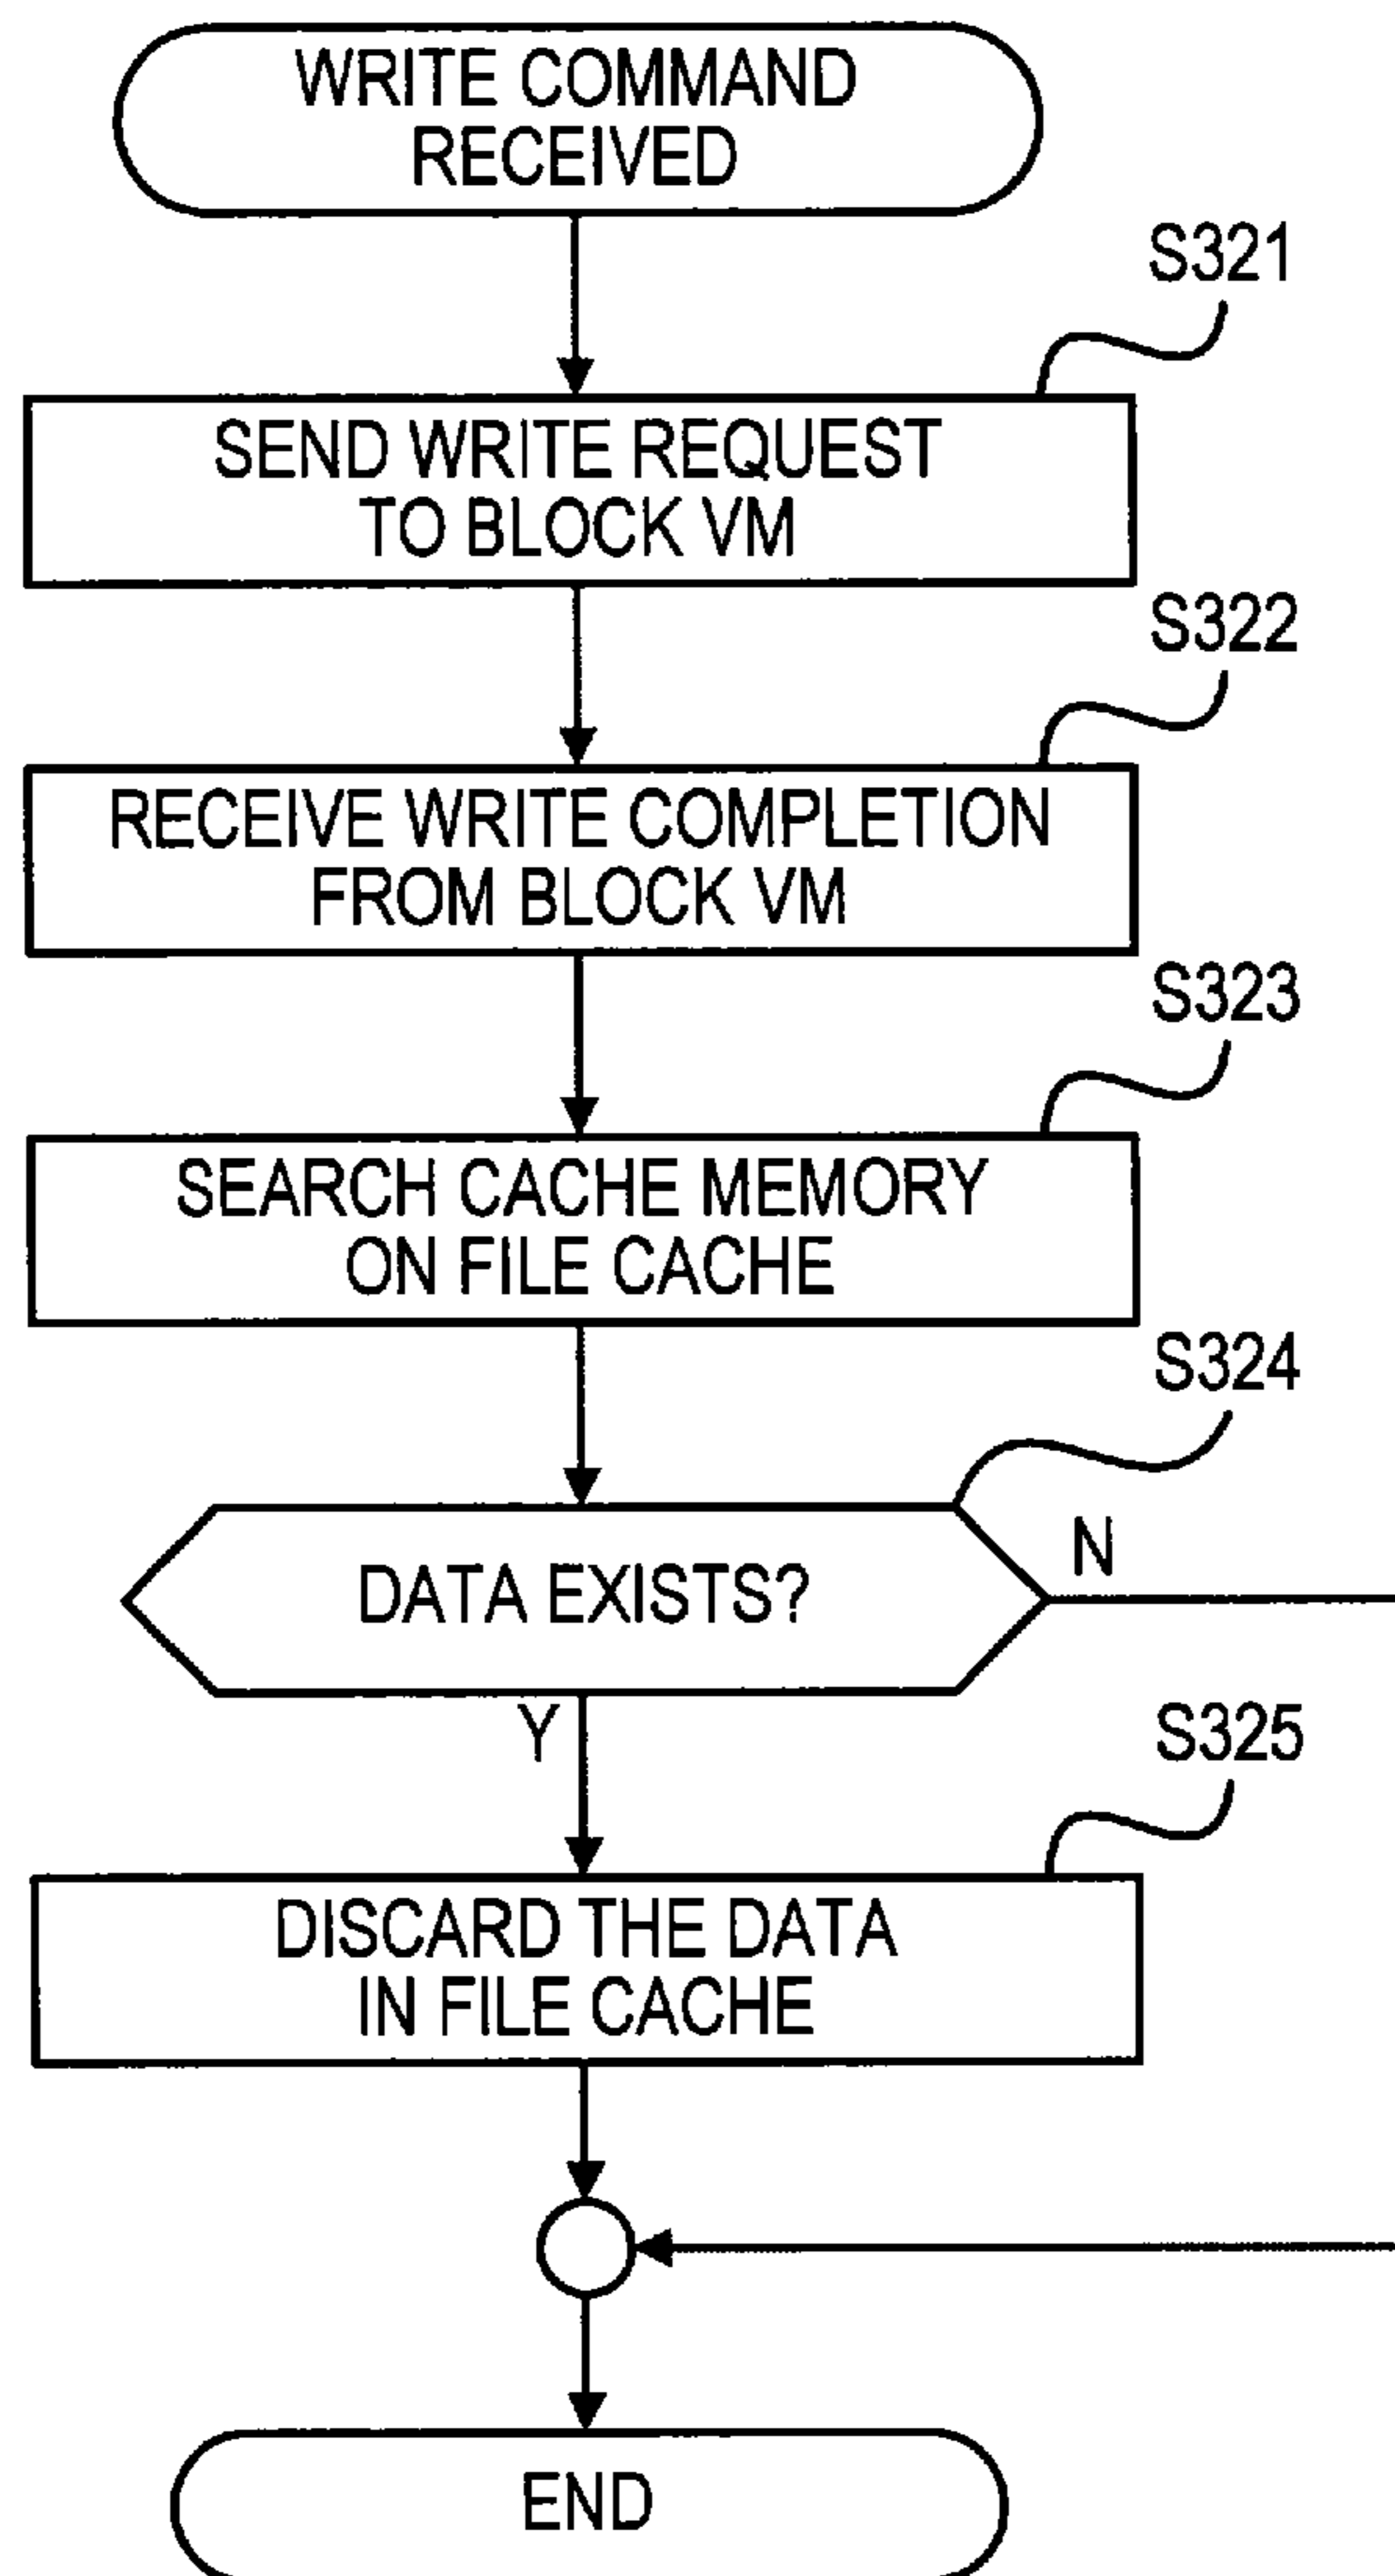 WRITE COMMAND
RECEIVED
S321
SEND WRITE REQUEST
TO BLOCK VM
S322
RECEIVE WRITE COMPLETION
FROM BLOCK VM
S323
SEARCH CACHE MEMORY
ON FILE CACHE
S324
DATA EXISTS?
N
Y
S325
DISCARD THE DATA
IN FILE CACHE
END